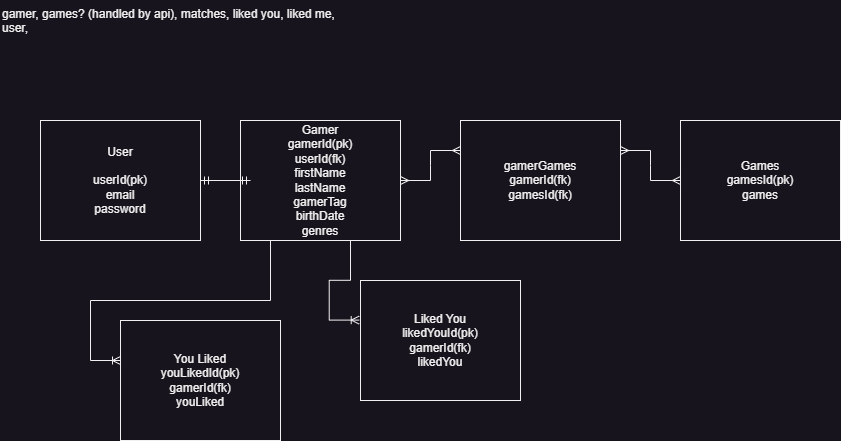 gamer, games? (handled by api), matches, liked you, liked me,
user,
User
userId(pk)
email
password
Gamer
gamerId(pk)
userId(fk)
firstName
lastName
gamerTag
birthDate
genres
gamerGames
gamerId(fk)
gamesId(fk)
Games
gamesId(pk)
games
You Liked
youLikedId(pk)
gamerId(fk)
youLiked
Liked You
likedYouId(pk)
gamerId(fk)
likedYou